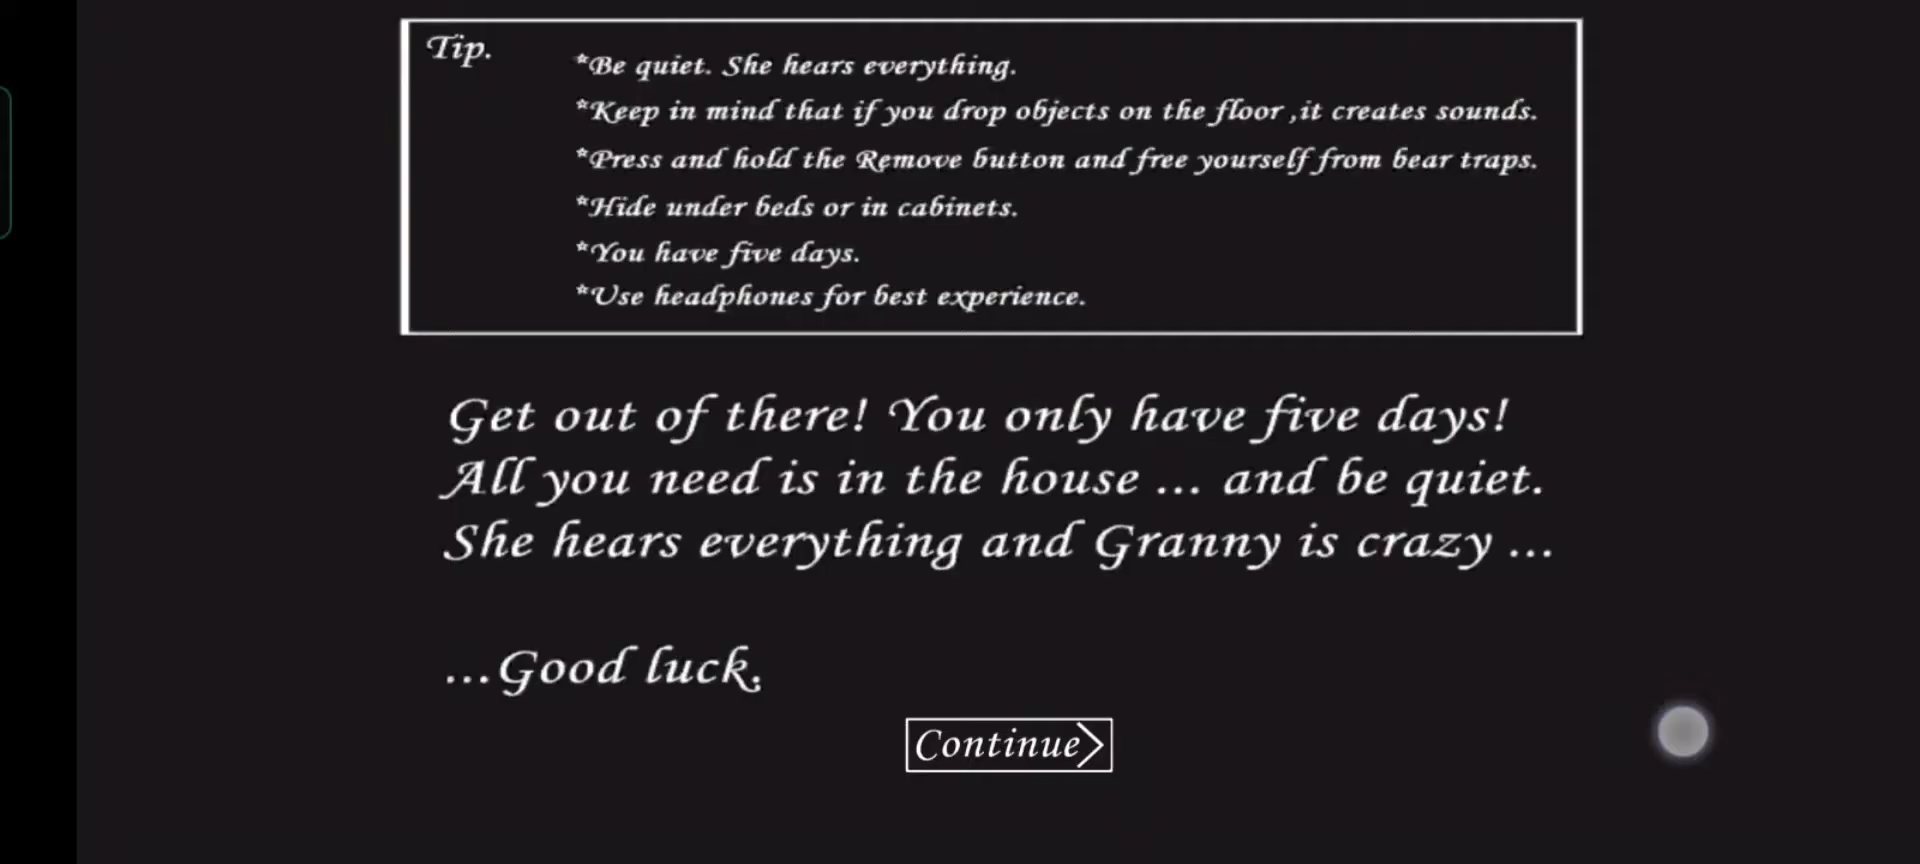 Tip.
*Be quiet. She hears everything.
*Keep in mind that if you drop objects on the floor ,it creates sounds.
*Press and hold the Remove button and free yourself from bear traps.
*Hide under beds or in cabinets.
*You have five days.
*Use headphones for best experience.
Get out of there! You only have five days!
All you need is in the house ... and be quiet.
She hears everything and Granny is crazy ...
...Good luck.
Continue